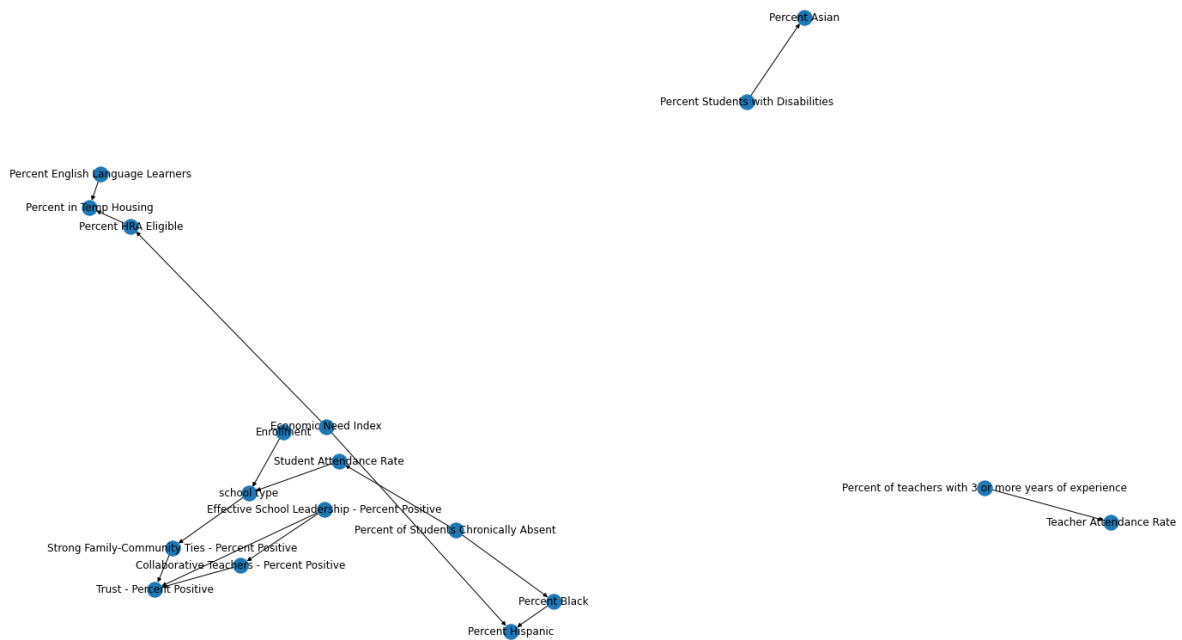 Percent Asian
Percent Students with Disabilities
Percent English Language Learners
Percent in Temp Housing
Percent HRA Eligible
Economic Need Index
Enrollment
Student Attendance Rate
school type
Percent of teachers with 3 or more years of experience
Effective School Leadership - Percent Positive
Teacher Attendance Rate
Percent of Students Chronically Absent
Strong Family-Community Ties - Percent Positive
Collaborative Teachers - Percent Positive
Trust - Percent Positive
Percent Black
Percent Hispanic